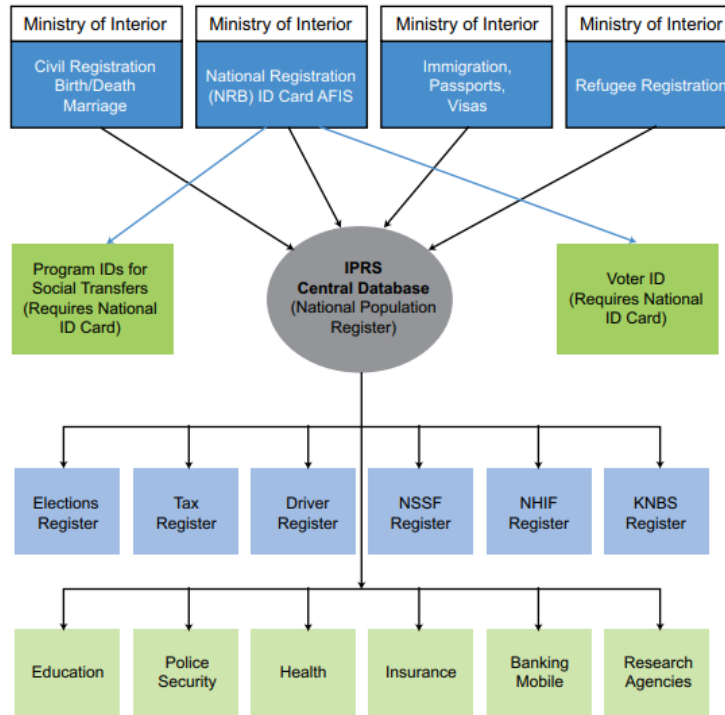 Ministry of Interior
Civil Registration
Birth/Death
Marriage
Ministry of Interior
National Registration
(NRB) ID Card AFIS
Ministry of Interior
Immigration,
Passports,
Visas
Ministry of Interior
Refugee Registration
Program IDs for
Social Transfers
(Requires National
ID Card)
IPRS
Central Database
(National Population
Register)
Voter ID
(Requires National
ID Card)
Elections
Register
Tax
Register
Driver
Register
NSSF
Register
NHIF
Register
KNBS
Register
Education
Police
Security
Health
Insurance
Banking
Mobile
Research
Agencies